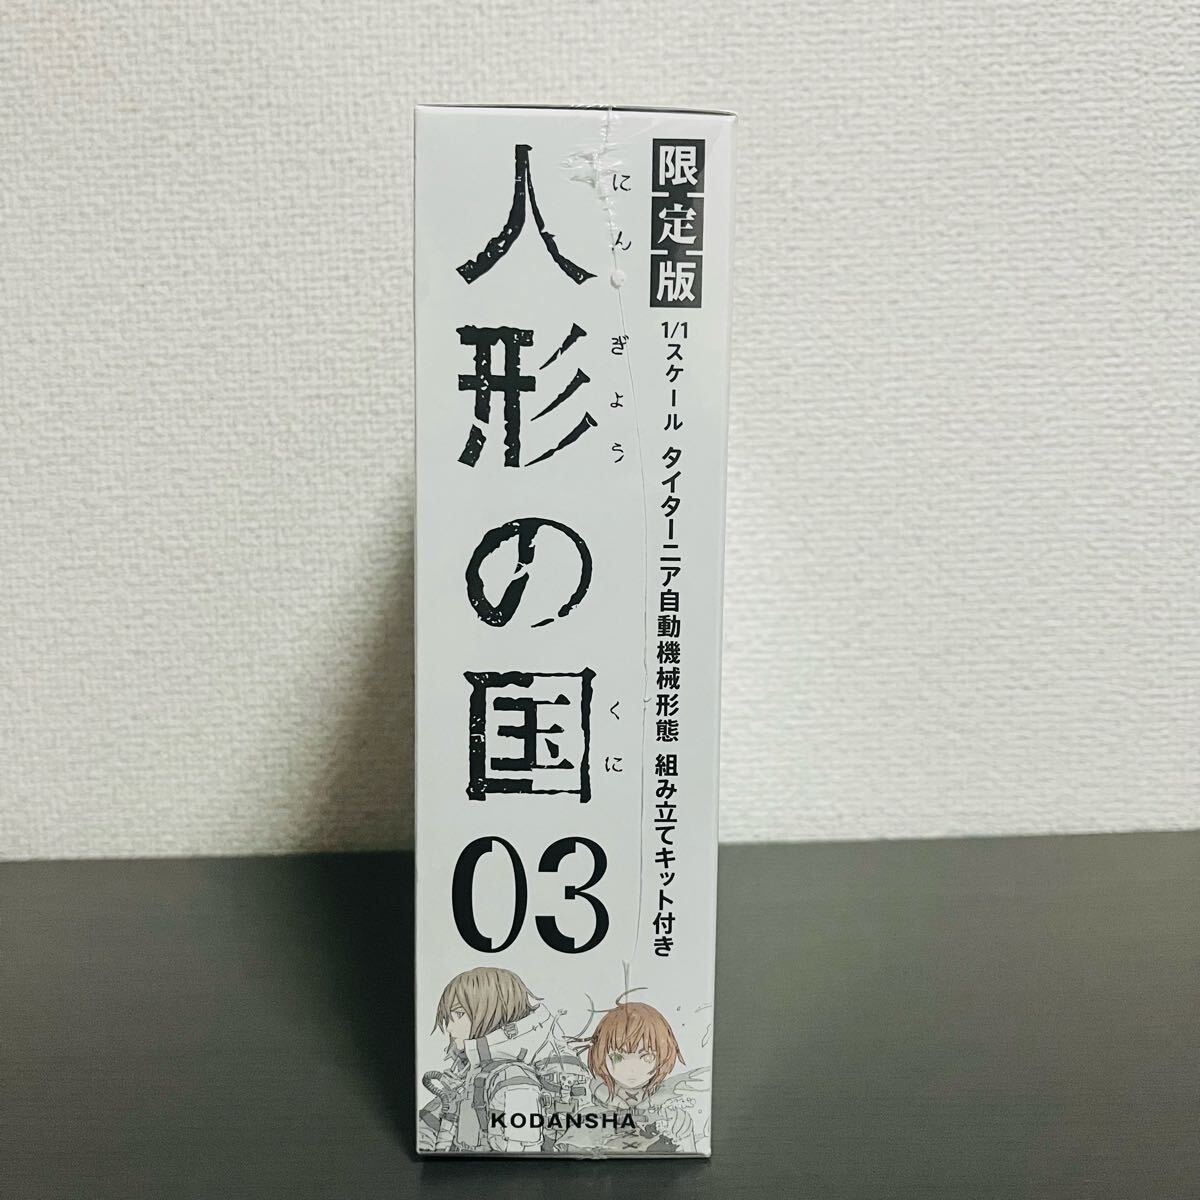 限定版
1/1スケール タイターニア自動機械形態 組み立てキット付き
にんぎょう くに
人形の国
03
KODANSHA